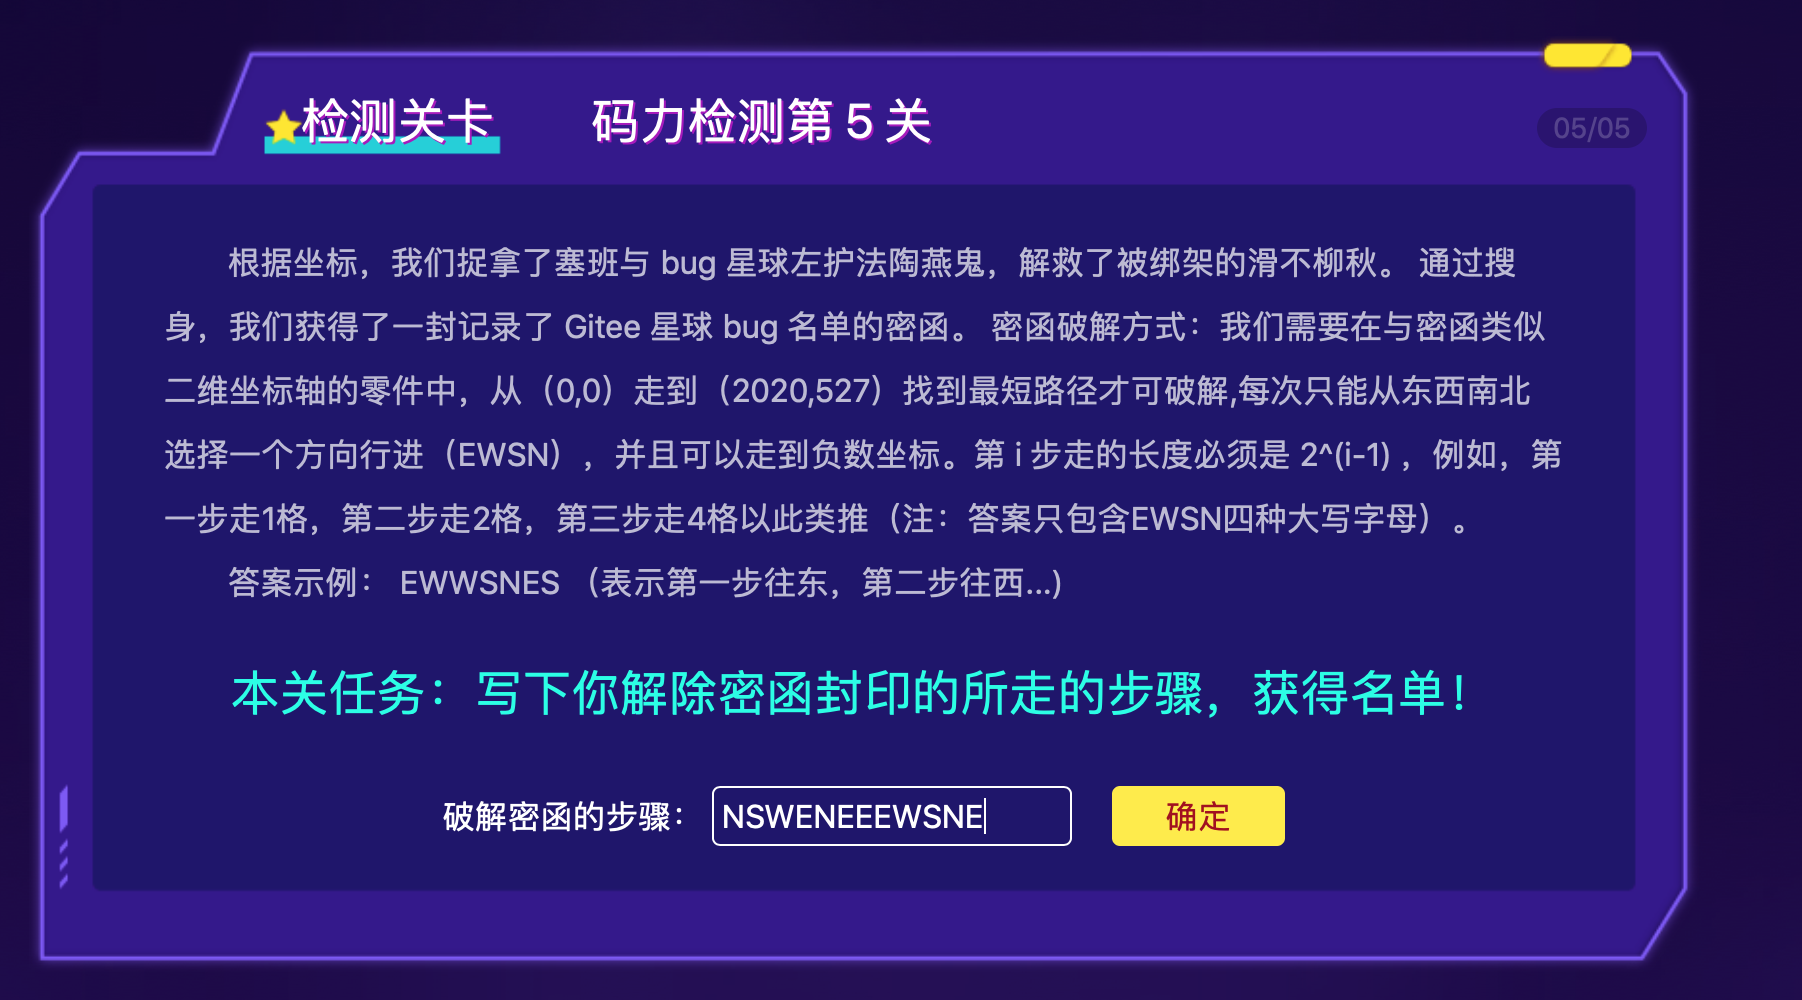 检测关卡 码力检测第 5 关
05/05
根据坐标，我们捉拿了塞班与 bug 星球左护法陶燕鬼，解救了被绑架的滑不柳秋。 通过搜
身，我们获得了一封记录了 Gitee 星球 bug 名单的密函。 密函破解方式：我们需要在与密函类似
二维坐标轴的零件中，从（0,0）走到（2020,527）找到最短路径才可破解,每次只能从东西南北
选择一个方向行进（EWSN），并且可以走到负数坐标。第 i 步走的长度必须是 2^(i-1) ，例如，第
一步走1格，第二步走2格，第三步走4格以此类推（注：答案只包含EWSN四种大写字母）。
答案示例： EWWSNES （表示第一步往东，第二步往西...)
本关任务：写下你解除密函封印的所走的步骤，获得名单！
破解密函的步骤： NSWENEEEWSNE 确定